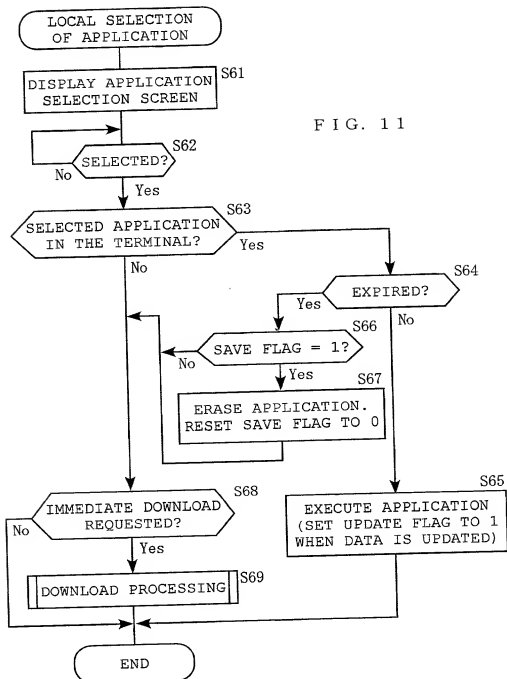 LOCAL SELECTION
OF APPLICATION
S61
DISPLAY APPLICATION
SELECTION SCREEN
FIG. 11
S62
SELECTED?
No
Yes
S63
SELECTED APPLICATION
IN THE TERMINAL?
Yes
No
S64
EXPIRED?
Yes
No
S66
SAVE FLAG = 1?
No
Yes
S67
ERASE APPLICATION.
RESET SAVE FLAG TO 0
S68
IMMEDIATE DOWNLOAD
REQUESTED?
No
Yes
S65
EXECUTE APPLICATION
(SET UPDATE FLAG TO 1
WHEN DATA IS UPDATED)
S69
DOWNLOAD PROCESSING
END